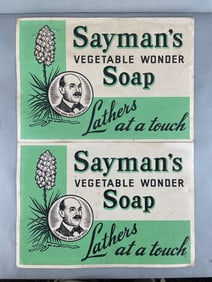 Sayman's
VEGETABLE WONDER
Soap
Lathers
at a touch
Sayman's
VEGETABLE WONDER
Soap
Lathers
at a touch